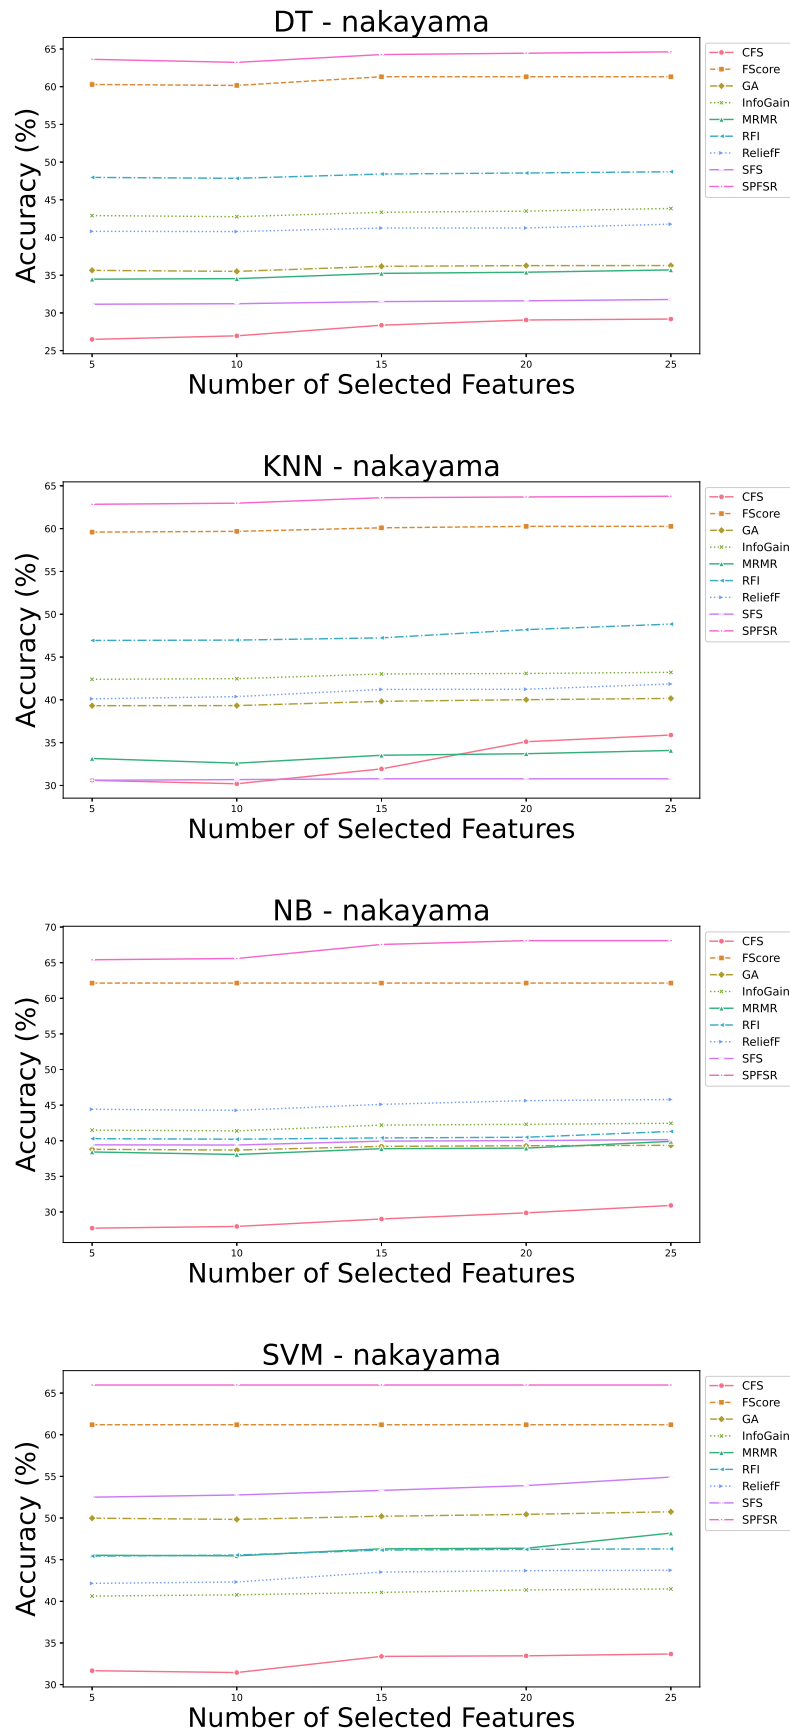 DT - nakayama
Accuracy (%)
65
60
55
50
45
40
35
30
25
5 10 15 20 25
Number of Selected Features
CFS
FScore
GA
InfoGain
MRMR
RFI
ReliefF
SFS
SPFSR
KNN - nakayama
Accuracy (%)
65
60
55
50
45
40
35
30
5 10 15 20 25
Number of Selected Features
CFS
FScore
GA
InfoGain
MRMR
RFI
ReliefF
SFS
SPFSR
NB - nakayama
Accuracy (%)
70
65
60
55
50
45
40
35
30
5 10 15 20 25
Number of Selected Features
CFS
FScore
GA
InfoGain
MRMR
RFI
ReliefF
SFS
SPFSR
SVM - nakayama
Accuracy (%)
65
60
55
50
45
40
35
30
5 10 15 20 25
Number of Selected Features
CFS
FScore
GA
InfoGain
MRMR
RFI
ReliefF
SFS
SPFSR